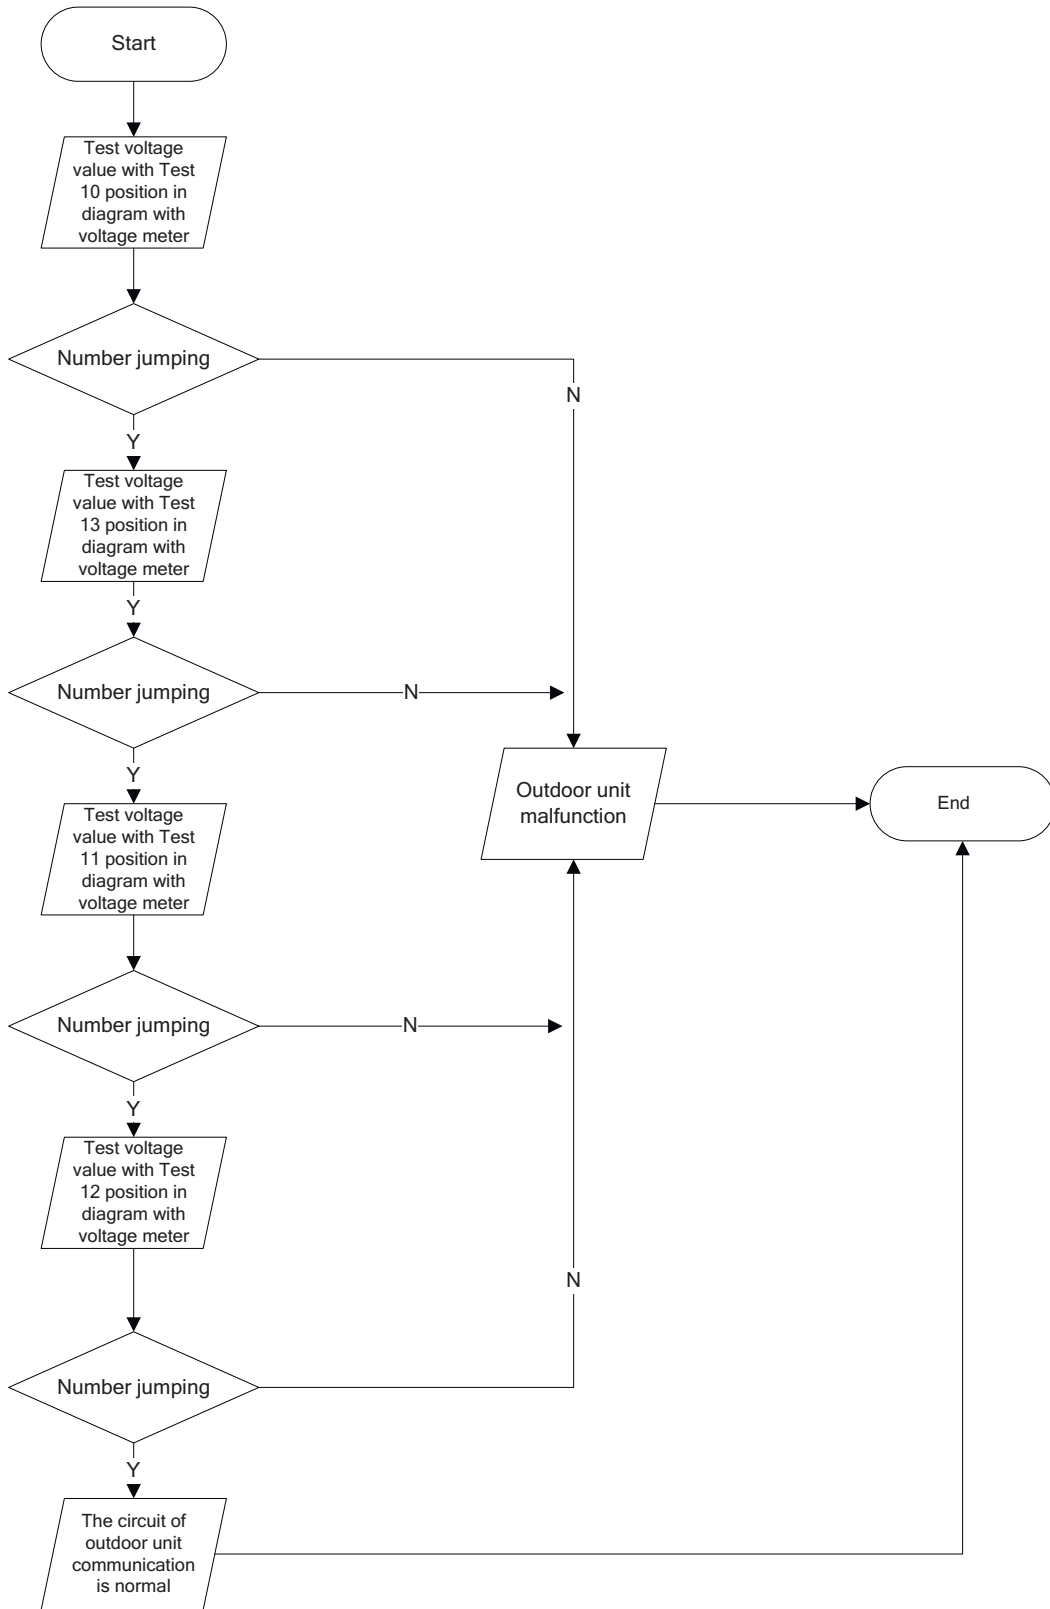 Start
Test voltage
value with Test
10 position in
diagram with
voltage meter
Number jumping
N
Y
Test voltage
value with Test
13 position in
diagram with
voltage meter
Y
Number jumping
N
Y
Outdoor unit
malfunction
End
Test voltage
value with Test
11 position in
diagram with
voltage meter
Number jumping
N
Y
Test voltage
value with Test
12 position in
diagram with
voltage meter
N
Number jumping
Y
The circuit of
outdoor unit
communication
is normal